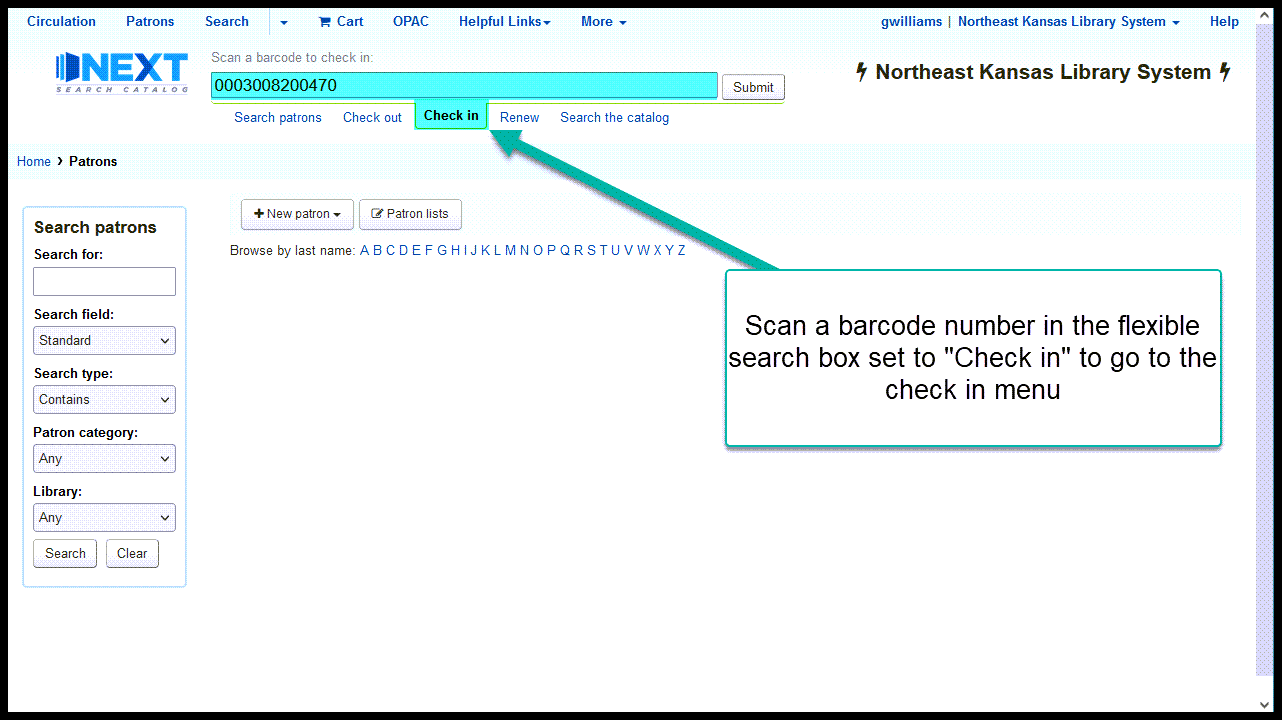 Circulation Patrons Search Cart OPAC Helpful Links More gwilliams | Northeast Kansas Library System Help
NEXT
SEARCH CATALOG
Scan a barcode to check in:
0003008200470 Submit
Northeast Kansas Library System
Search patrons Check out Check in Renew Search the catalog
Home › Patrons
Search patrons
Search for:
Search field:
Standard
Search type:
Contains
Patron category:
Any
Library:
Any
Search Clear
+ New patron Patron lists
Browse by last name: A B C D E F G H I J K L M N O P Q R S T U V W X Y Z
Scan a barcode number in the flexible
search box set to "Check in" to go to the
check in menu